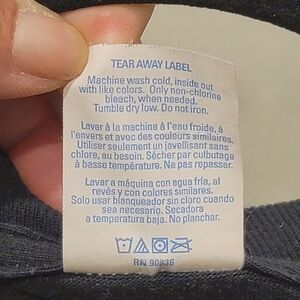 TEAR AWAY LABEL
Machine wash cold, inside out
with like colors. Only non-chlorine
bleach, when needed.
Tumble dry low. Do not iron.
Laver à la machine à l'eau froide, à
l'envers et avec des couleurs similaires.
Utiliser seulement un javellisant sans
chlore, au besoin. Sécher par culbutage
à basse température. Ne pas repasser.
Lavar a máquina con agua fría, al
revés y con colores similares.
Solo usar blanqueador sin cloro cuando
sea necesario. Secadora
a temperatura baja. No planchar.
RN 90836